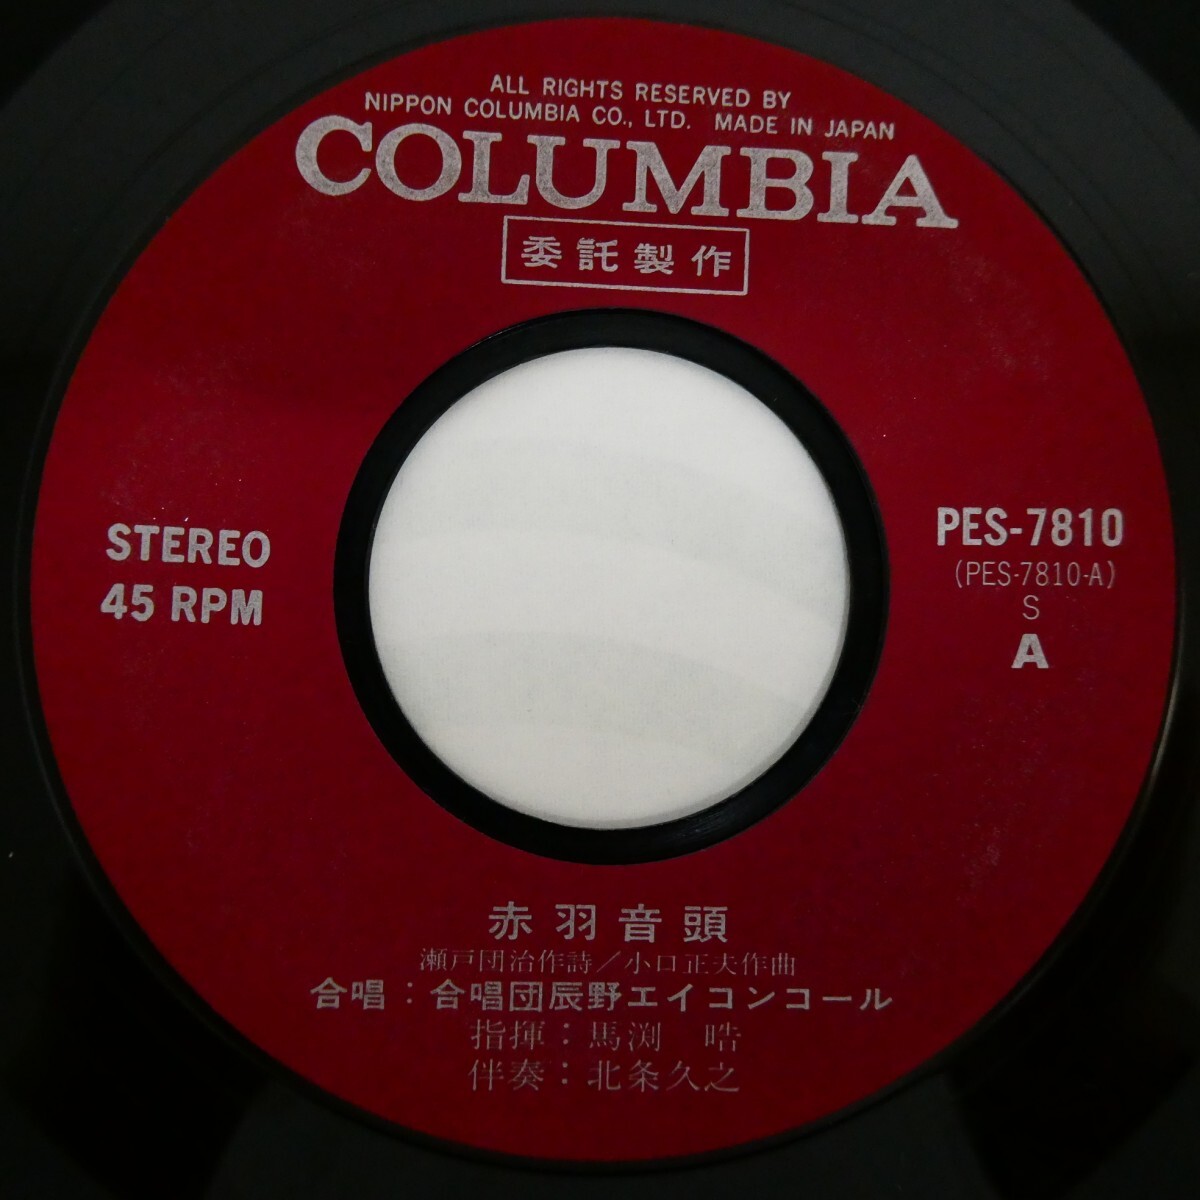 ALL RIGHTS RESERVED BY
NIPPON COLUMBIA CO., LTD. MADE IN JAPAN
COLUMBIA
委託製作
STEREO
45 RPM
PES-7810
(PES-7810-A)
S
A
赤羽音頭
瀬戸団治作詩/小口正夫作曲
合唱:合唱団辰野エイコンコール
指揮:馬渕 晧
伴奏:北条久之